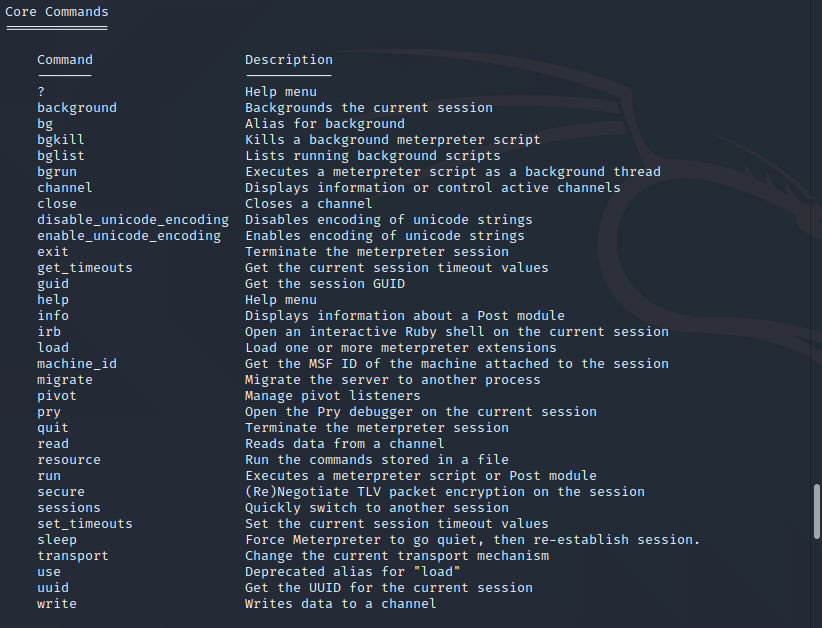 Core Commands
Command Description
? Help menu
background Backgrounds the current session
bg Alias for background
bgkill Kills a background meterpreter script
bglist Lists running background scripts
bgrun Executes a meterpreter script as a background thread
channel Displays information or control active channels
close Closes a channel
disable_unicode_encoding Disables encoding of unicode strings
enable_unicode_encoding Enables encoding of unicode strings
exit Terminate the meterpreter session
get_timeouts Get the current session timeout values
guid Get the session GUID
help Help menu
info Displays information about a Post module
irb Open an interactive Ruby shell on the current session
load Load one or more meterpreter extensions
machine_id Get the MSF ID of the machine attached to the session
migrate Migrate the server to another process
pivot Manage pivot listeners
pry Open the Pry debugger on the current session
quit Terminate the meterpreter session
read Reads data from a channel
resource Run the commands stored in a file
run Executes a meterpreter script or Post module
secure (Re)Negotiate TLV packet encryption on the session
sessions Quickly switch to another session
set_timeouts Set the current session timeout values
sleep Force Meterpreter to go quiet, then re-establish session.
transport Change the current transport mechanism
use Deprecated alias for "load"
uuid Get the UUID for the current session
write Writes data to a channel